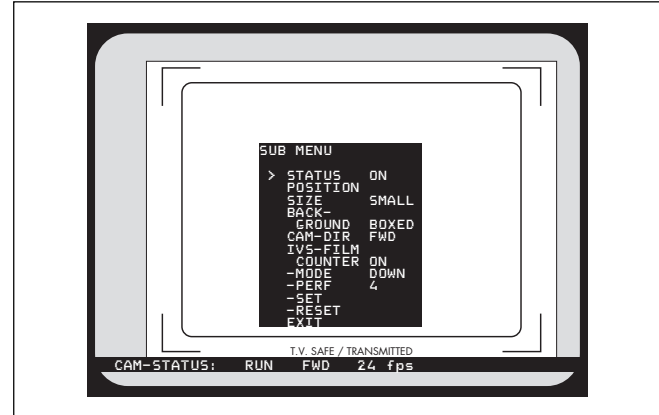 SUB MENU
> STATUS ON
POSITION
SIZE SMALL
BACK-
GROUND BOXED
CAM-DIR FWD
IVS-FILM
COUNTER ON
-MODE DOWN
-PERF 4
-SET
-RESET
EXIT
T.V. SAFE / TRANSMITTED
CAM-STATUS: RUN FWD 24 fps